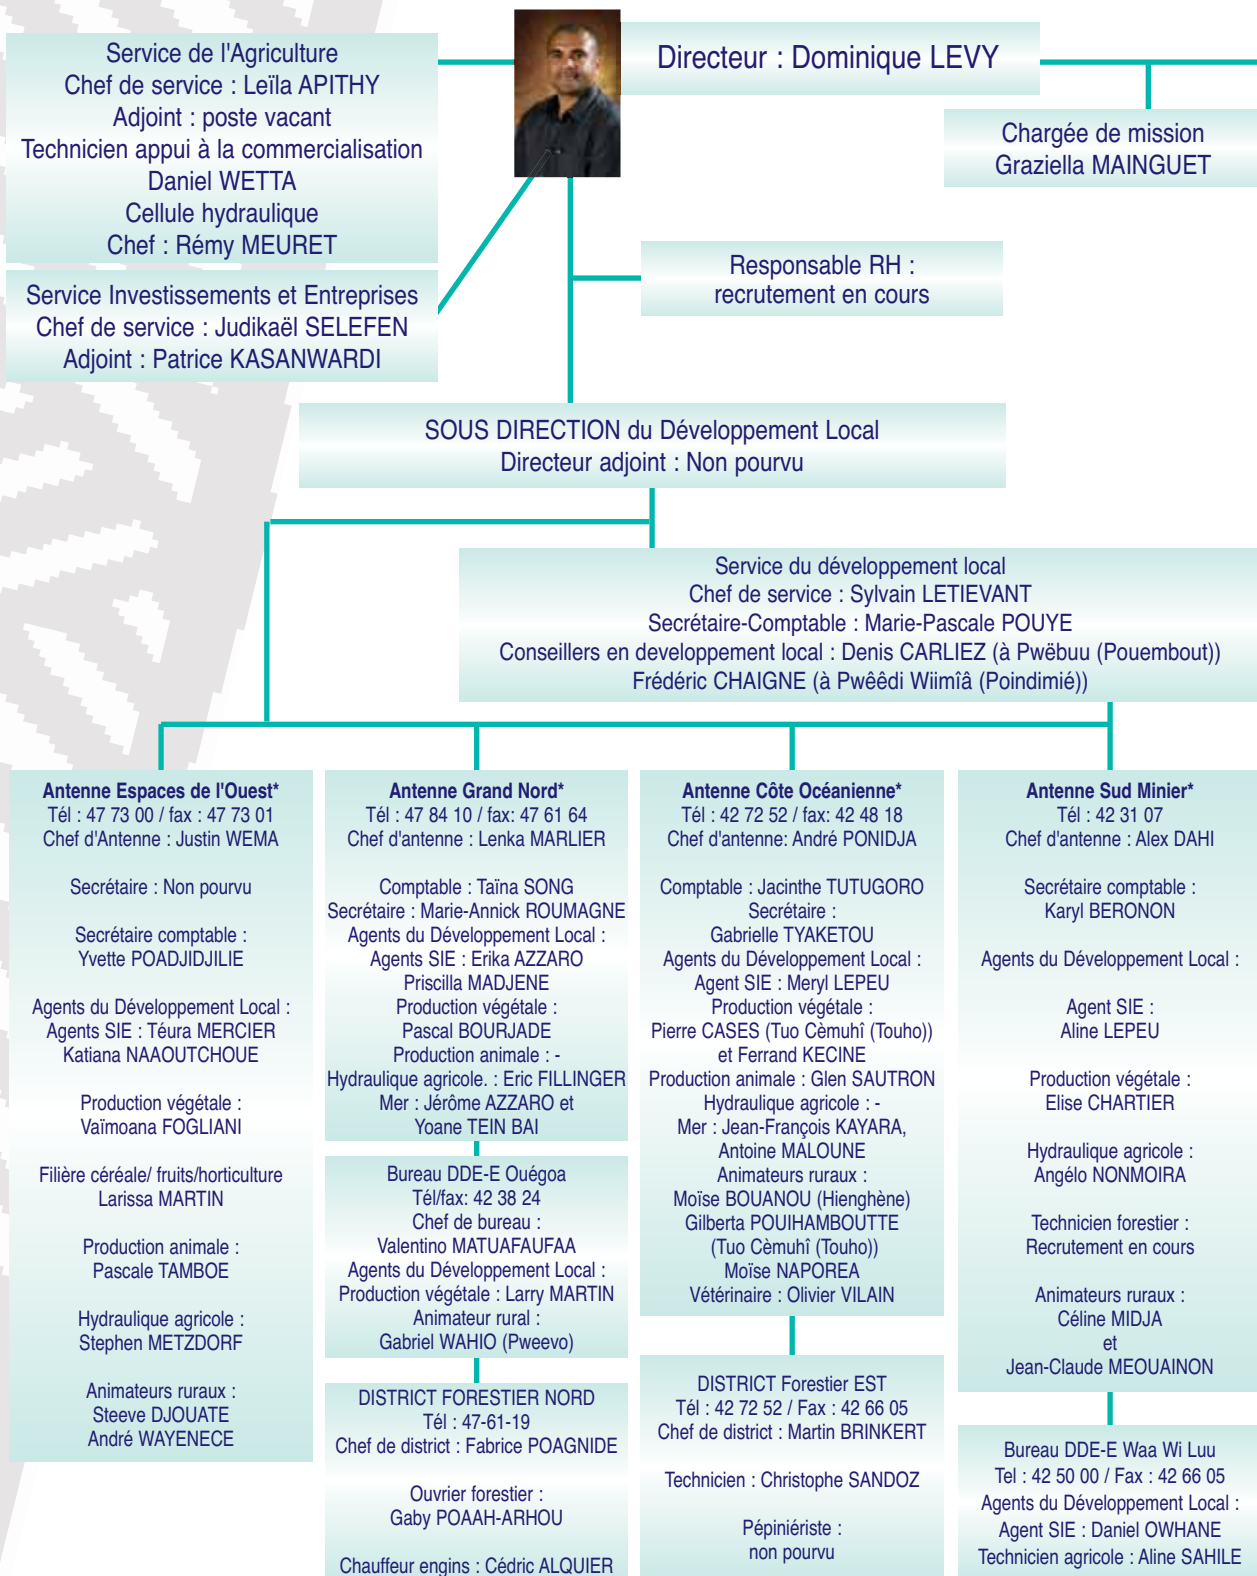 Service de l'Agriculture
Chef de service : Leïla APITHY
Adjoint : poste vacant
Technicien appui à la commercialisation
Daniel WETTA
Cellule hydraulique
Chef : Rémy MEURET
Directeur : Dominique LEVY
Chargée de mission
Graziella MAINGUET
Service Investissements et Entreprises
Chef de service : Judikaël SELEFEN
Adjoint : Patrice KASANWARDI
Responsable RH :
recrutement en cours
SOUS DIRECTION du Développement Local
Directeur adjoint : Non pourvu
Service du développement local
Chef de service : Sylvain LETIEVANT
Secrétaire-Comptable : Marie-Pascale POUYE
Conseillers en developpement local : Denis CARLIEZ (à Pwëbuu (Pouembout))
Frédéric CHAIGNE (à Pwêêdi Wiimîâ (Poindimié))
Antenne Espaces de l'Ouest*
Tél : 47 73 00 / fax : 47 73 01
Chef d'Antenne : Justin WEMA
Secrétaire : Non pourvu
Secrétaire comptable :
Yvette POADJIDJILIE
Agents du Développement Local :
Agents SIE : Téura MERCIER
Katiana NAAOUTCHOUE
Production végétale :
Vaïmoana FOGLIANI
Filière céréale/ fruits/horticulture
Larissa MARTIN
Production animale :
Pascale TAMBOE
Hydraulique agricole :
Stephen METZDORF
Animateurs ruraux :
Steeve DJOUATE
André WAYENECE
Antenne Grand Nord*
Tél : 47 84 10 / fax: 47 61 64
Chef d'antenne : Lenka MARLIER
Comptable : Taïna SONG
Secrétaire : Marie-Annick ROUMAGNE
Agents du Développement Local :
Agents SIE : Erika AZZARO
Priscilla MADJENE
Production végétale :
Pascal BOURJADE
Production animale : -
Hydraulique agricole. : Eric FILLINGER
Mer : Jérôme AZZARO et
Yoane TEIN BAI
Bureau DDE-E Ouégoa
Tél/fax: 42 38 24
Chef de bureau :
Valentino MATUAFAUFAA
Agents du Développement Local :
Production végétale : Larry MARTIN
Animateur rural :
Gabriel WAHIO (Pweevo)
DISTRICT FORESTIER NORD
Tél : 47-61-19
Chef de district : Fabrice POAGNIDE
Ouvrier forestier :
Gaby POAAH-ARHOU
Chauffeur engins : Cédric ALQUIER
Antenne Côte Océanienne*
Tél : 42 72 52 / fax: 42 48 18
Chef d'antenne: André PONIDJA
Comptable : Jacinthe TUTUGORO
Secrétaire :
Gabrielle TYAKETOU
Agents du Développement Local :
Agent SIE : Meryl LEPEU
Production végétale :
Pierre CASES (Tuo Cèmuhî (Touho))
et Ferrand KECINE
Production animale : Glen SAUTRON
Hydraulique agricole : -
Mer : Jean-François KAYARA,
Antoine MALOUNE
Animateurs ruraux :
Moïse BOUANOU (Hienghène)
Gilberta POUIHAMBOUTTE
(Tuo Cèmuhî (Touho))
Moïse NAPOREA
Vétérinaire : Olivier VILAIN
DISTRICT Forestier EST
Tél : 42 72 52 / Fax : 42 66 05
Chef de district : Martin BRINKERT
Technicien : Christophe SANDOZ
Pépiniériste :
non pourvu
Antenne Sud Minier*
Tél : 42 31 07
Chef d'antenne : Alex DAHI
Secrétaire comptable :
Karyl BERONON
Agents du Développement Local :
Agent SIE :
Aline LEPEU
Production végétale :
Elise CHARTIER
Hydraulique agricole :
Angélo NONMOIRA
Technicien forestier :
Recrutement en cours
Animateurs ruraux :
Céline MIDJA
et
Jean-Claude MEOUAINON
Bureau DDE-E Waa Wi Luu
Tel : 42 50 00 / Fax : 42 66 05
Agents du Développement Local :
Agent SIE : Daniel OWHANE
Technicien agricole : Aline SAHILE